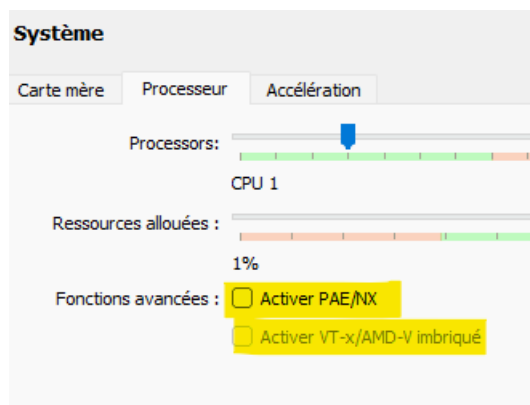 Système
Carte mère Processeur Accélération
Processors:
CPU 1
Ressources allouées :
1%
Fonctions avancées : Activer PAE/NX
Activer VT-x/AMD-V imbriqué